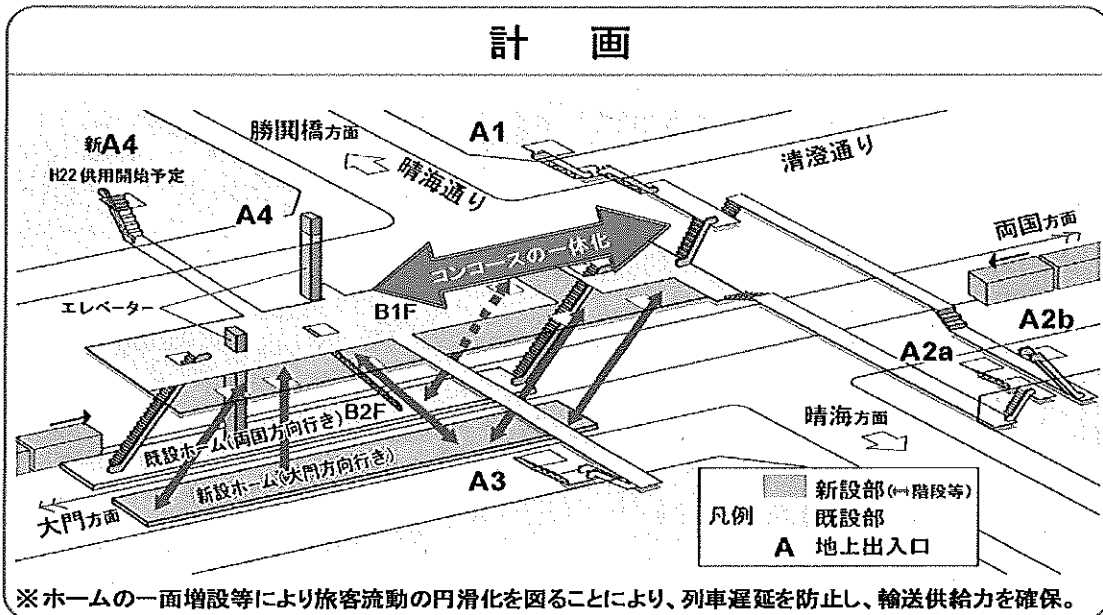 計 画
新A4
H22供用開始予定
勝鬨橋方面
晴海通り
A1
清澄通り
両国方面
A4
コンコースの一体化
エレベーター
B1F
A2b
A2a
B2F
既設ホーム(両国方向行き)
新設ホーム(大門方向行き)
晴海方面
A3
大門方面
凡例
新設部(⟷階段等)
既設部
A 地上出入口
※ホームの一面増設等により旅客流動の円滑化を図ることにより、列車遅延を防止し、輸送供給力を確保。